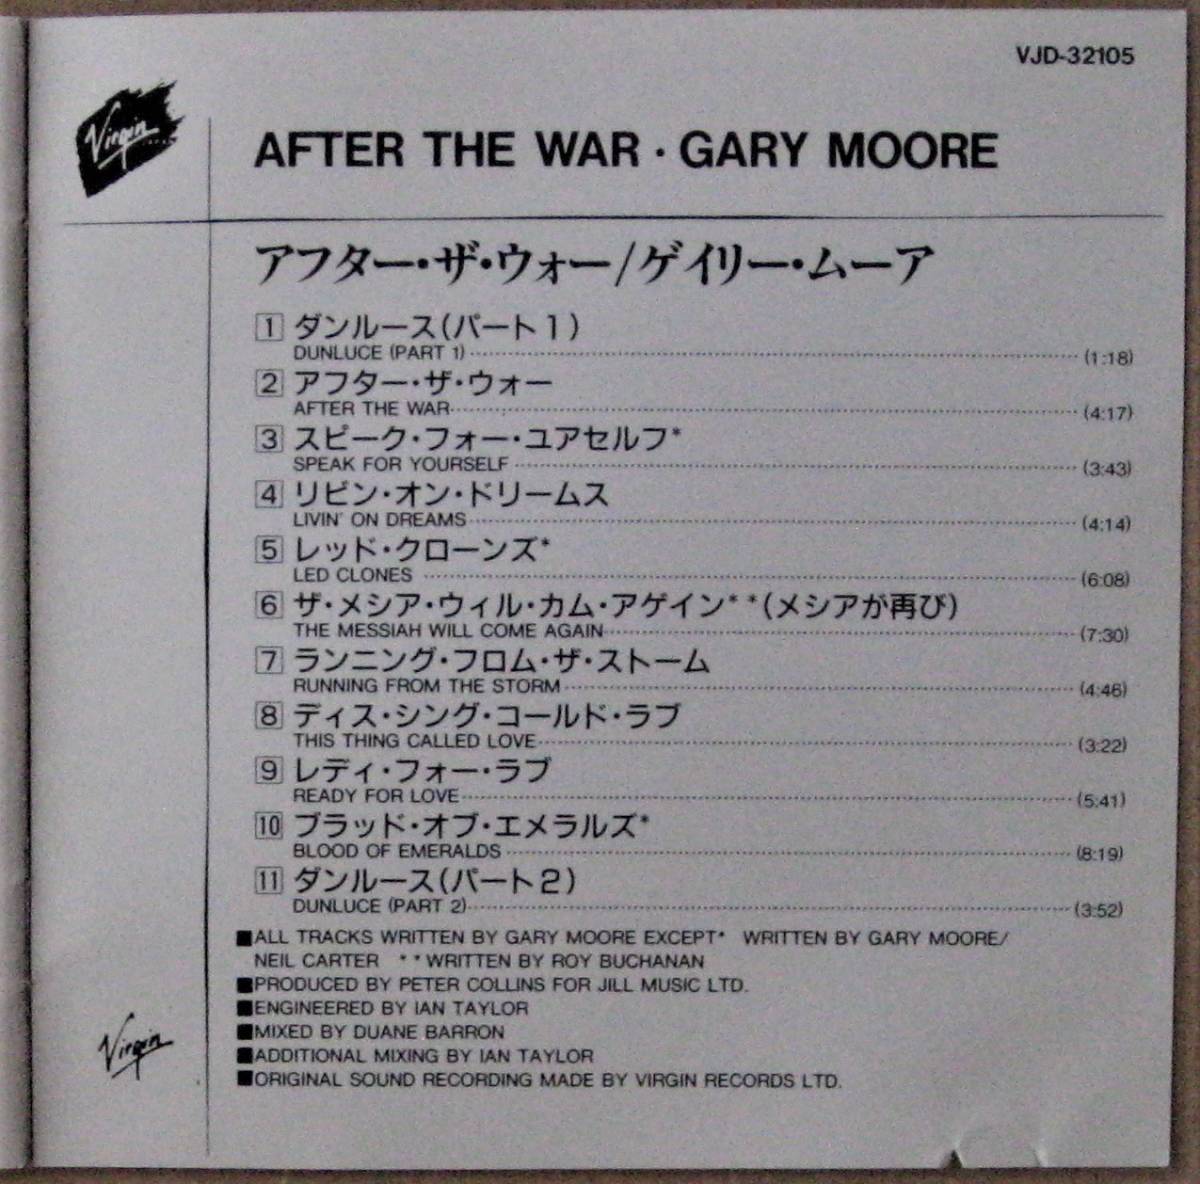 VJD-32105
Virgin
JAPAN
AFTER THE WAR・GARY MOORE
アフター・ザ・ウォー/ゲイリー・ムーア
1 ダンルース(パート1)
DUNLUCE (PART 1) (1:18)
2 アフター・ザ・ウォー
AFTER THE WAR (4:17)
3 スピーク・フォー・ユアセルフ*
SPEAK FOR YOURSELF (3:43)
4 リビン・オン・ドリームス
LIVIN' ON DREAMS (4:14)
5 レッド・クローンズ*
LED CLONES (6:08)
6 ザ・メシア・ウィル・カム・アゲイン**(メシアが再び)
THE MESSIAH WILL COME AGAIN (7:30)
7 ランニング・フロム・ザ・ストーム
RUNNING FROM THE STORM (4:46)
8 ディス・シング・コールド・ラブ
THIS THING CALLED LOVE (3:22)
9 レディ・フォー・ラブ
READY FOR LOVE (5:41)
10 ブラッド・オブ・エメラルズ*
BLOOD OF EMERALDS (8:19)
11 ダンルース(パート2)
DUNLUCE (PART 2) (3:52)
■ALL TRACKS WRITTEN BY GARY MOORE EXCEPT* WRITTEN BY GARY MOORE/
NEIL CARTER **WRITTEN BY ROY BUCHANAN
■PRODUCED BY PETER COLLINS FOR JILL MUSIC LTD.
■ENGINEERED BY IAN TAYLOR
■MIXED BY DUANE BARRON
■ADDITIONAL MIXING BY IAN TAYLOR
■ORIGINAL SOUND RECORDING MADE BY VIRGIN RECORDS LTD.
Virgin